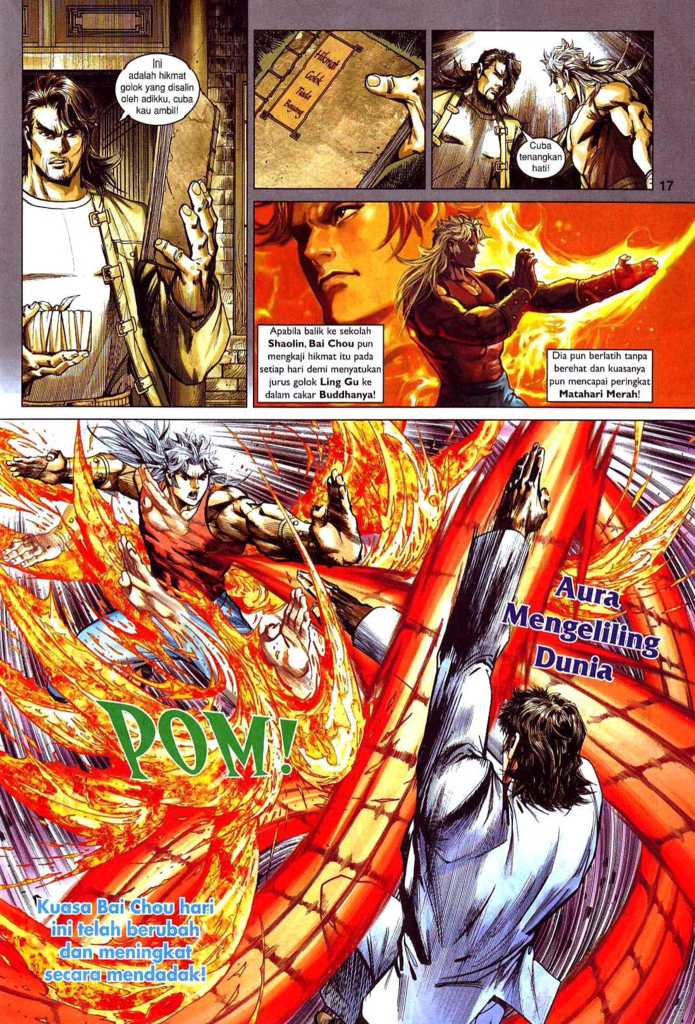 Ini
adalah hikmat
golok yang disalin
oleh adikku, cuba
kau ambil!
Hikmat
Golok
Cuba
tenangkan
hati!
17
Apabila balik ke sekolah
Shaolin, Bai Chou pun
mengkaji hikmat itu pada
setiap hari demi menyatukan
jurus golok Ling Gu ke
dalam cakar Buddhanya!
Dia pun berlatih tanpa
berehat dan kuasanya
pun mencapai peringkat
Matahari Merah!
Aura
Mengeliling
Dunia
POM!
Kuasa Bai Chou hari
ini telah berubah
dan meningkat
secara mendadak!